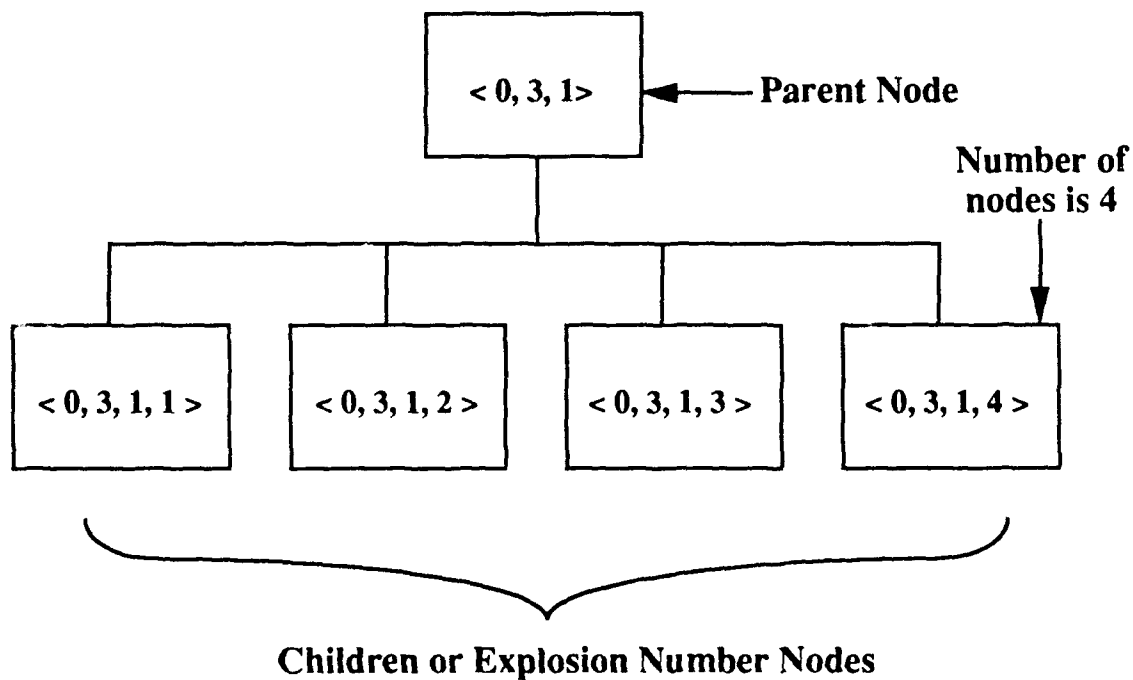 < 0, 3, 1>
Parent Node
Number of
nodes is 4
< 0, 3, 1, 1 >
< 0, 3, 1, 2 >
< 0, 3, 1, 3 >
< 0, 3, 1, 4 >
Children or Explosion Number Nodes